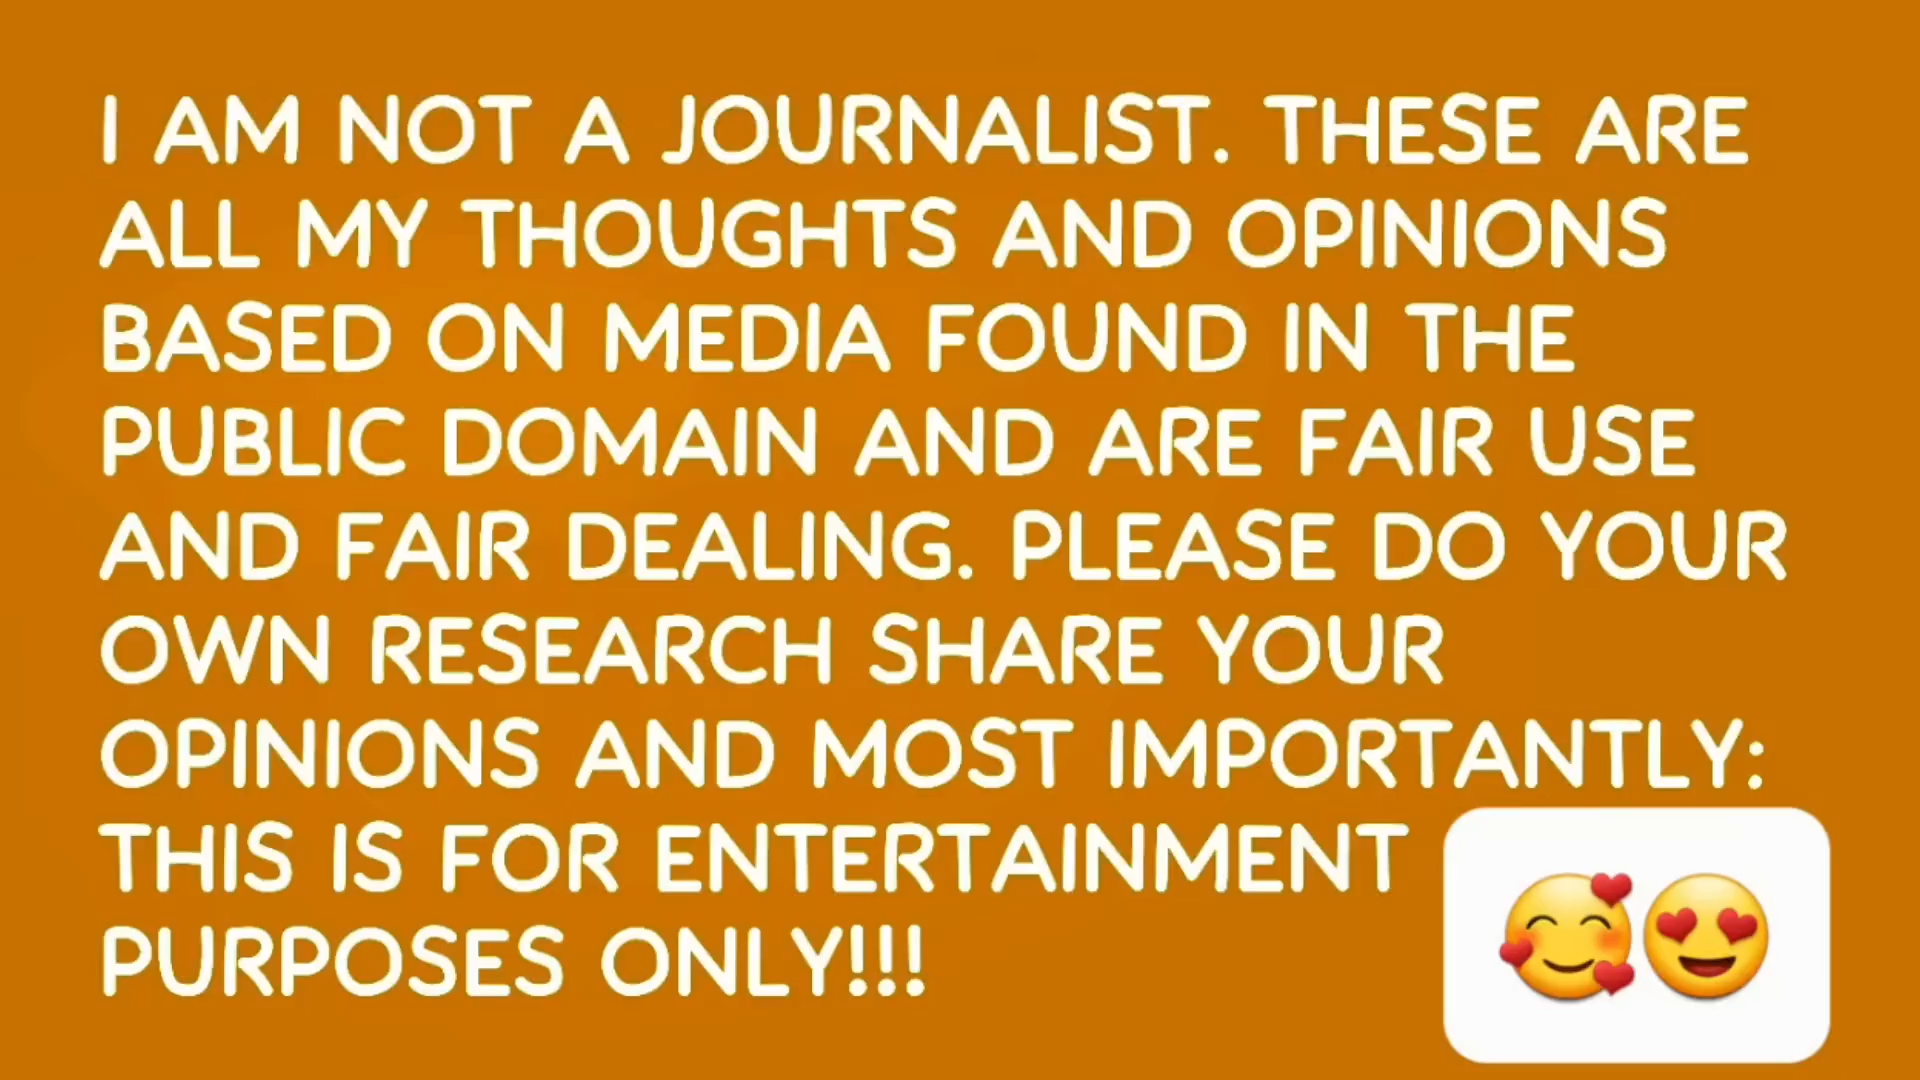 I AM NOT A JOURNALIST. THESE ARE
ALL MY THOUGHTS AND OPINIONS
BASED ON MEDIA FOUND IN THE
PUBLIC DOMAIN AND ARE FAIR USE
AND FAIR DEALING. PLEASE DO YOUR
OWN RESEARCH SHARE YOUR
OPINIONS AND MOST IMPORTANTLY:
THIS IS FOR ENTERTAINMENT
PURPOSES ONLY!!!